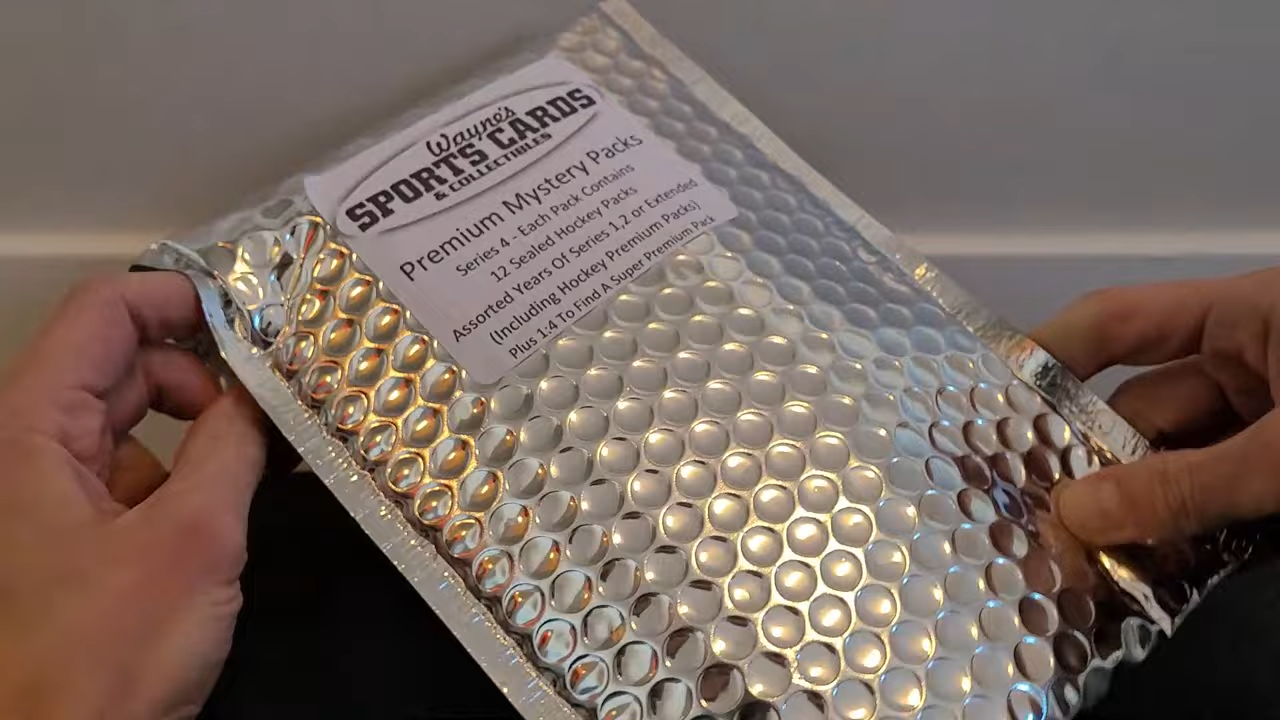 Wayne's
SPORTS CARDS
& COLLECTIBLES
Premium Mystery Packs
Series 4 - Each Pack Contains
12 Sealed Hockey Packs
Assorted Years Of Series 1,2 or Extended
(Including Hockey Premium Packs)
Plus 1:4 To Find A Super Premium Pack